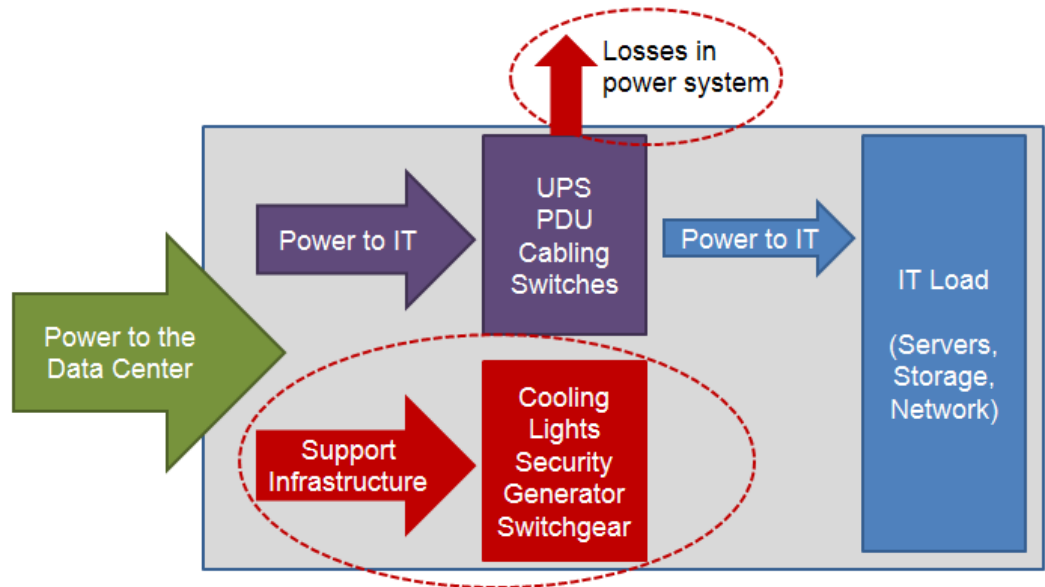 Losses in
power system
Power to IT
UPS
PDU
Cabling
Switches
Power to IT
IT Load
(Servers,
Storage,
Network)
Power to the
Data Center
Support
Infrastructure
Cooling
Lights
Security
Generator
Switchgear